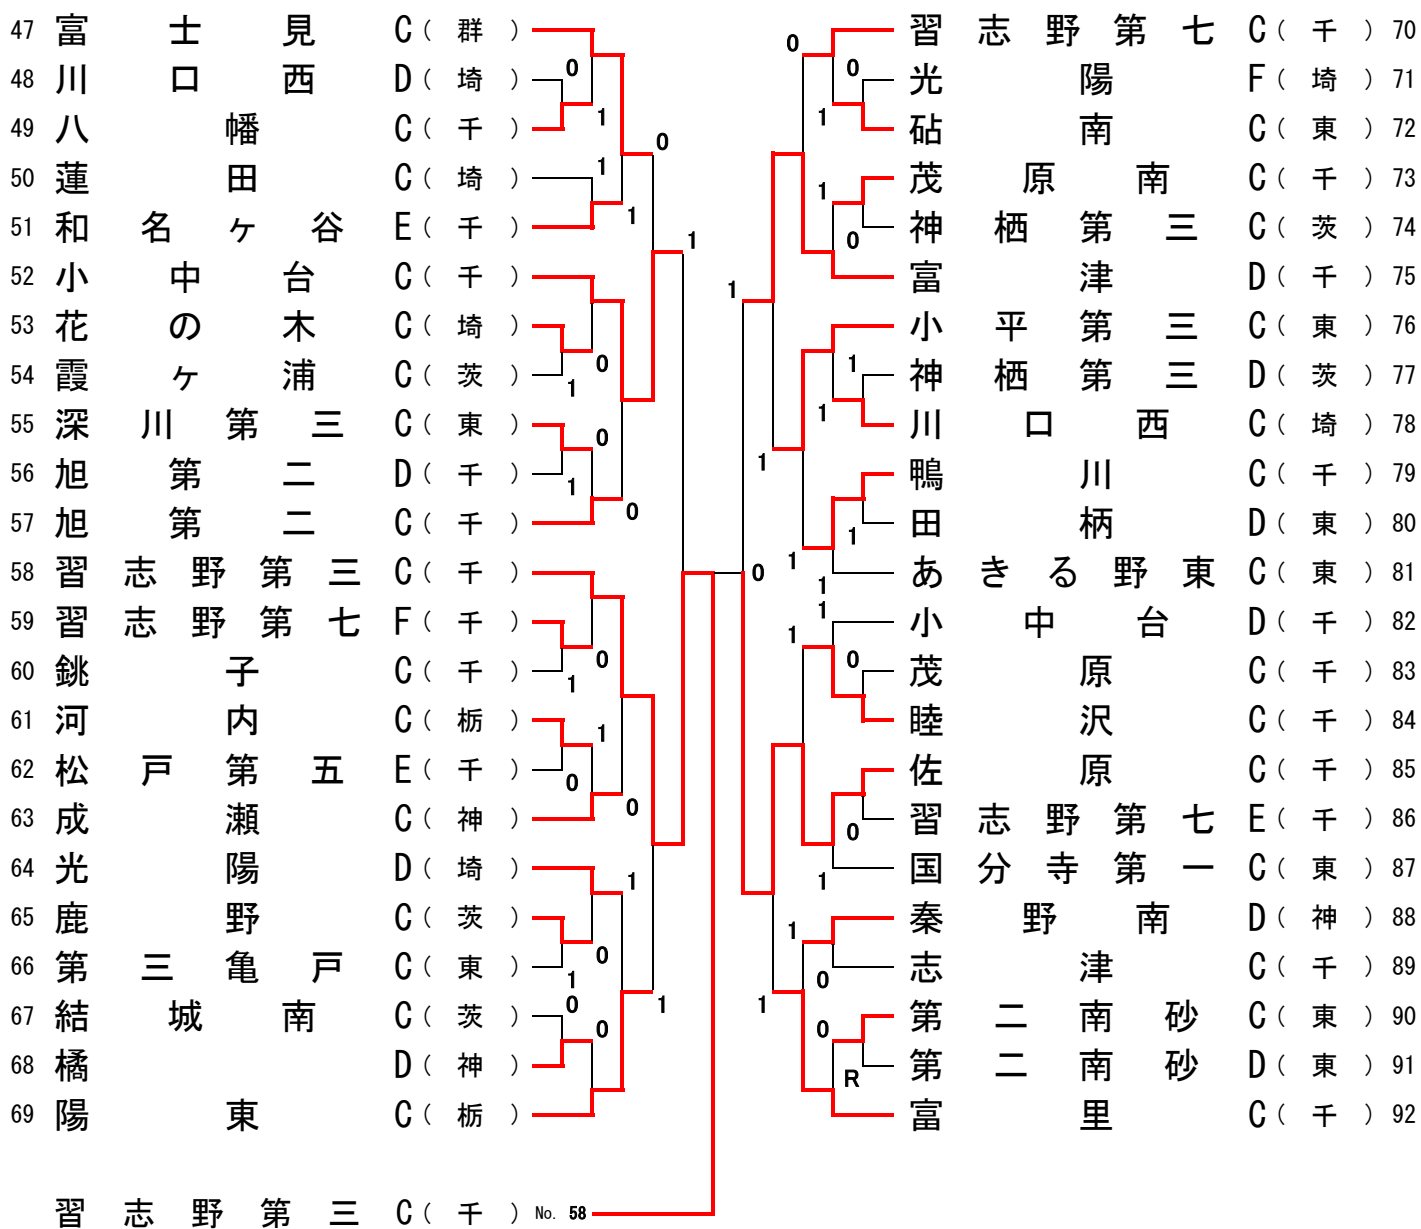 47 富士見 C ( 群 )
48 川口西 D ( 埼 )
49 八幡 C ( 千 )
50 蓮田 C ( 埼 )
51 和名ヶ谷 E ( 千 )
52 小中台 C ( 千 )
53 花の木 C ( 埼 )
54 霞ヶ浦 C ( 茨 )
55 深川第三 C ( 東 )
56 旭第二 D ( 千 )
57 旭第二 C ( 千 )
58 習志野第三 C ( 千 )
59 習志野第七 F ( 千 )
60 銚子 C ( 千 )
61 河内 C ( 栃 )
62 松戸第五 E ( 千 )
63 成瀬 C ( 神 )
64 光陽 D ( 埼 )
65 鹿野 C ( 茨 )
66 第三亀戸 C ( 東 )
67 結城南 C ( 茨 )
68 橘 D ( 神 )
69 陽東 C ( 栃 )
0
1
1
0
1
0
1
0
1
1
0
0
1
0
1
0
1
0
0
1
0
1
0
1
0
1
0
1
0
1
1
1
1
1
1
1
1
0
1
0
1
0
1
1
0
R
0
1
習志野第七 C ( 千 ) 70
光陽 F ( 埼 ) 71
砧南 C ( 東 ) 72
茂原南 C ( 千 ) 73
神栖第三 C ( 茨 ) 74
富津 D ( 千 ) 75
小平第三 C ( 東 ) 76
神栖第三 D ( 茨 ) 77
川口西 C ( 埼 ) 78
鴨川 C ( 千 ) 79
田柄 D ( 東 ) 80
あきる野東 C ( 東 ) 81
小中台 D ( 千 ) 82
茂原 C ( 千 ) 83
睦沢 C ( 千 ) 84
佐原 C ( 千 ) 85
習志野第七 E ( 千 ) 86
国分寺第一 C ( 東 ) 87
秦野南 D ( 神 ) 88
志津 C ( 千 ) 89
第二南砂 C ( 東 ) 90
第二南砂 D ( 東 ) 91
富里 C ( 千 ) 92
習志野第三 C ( 千 ) No. 58